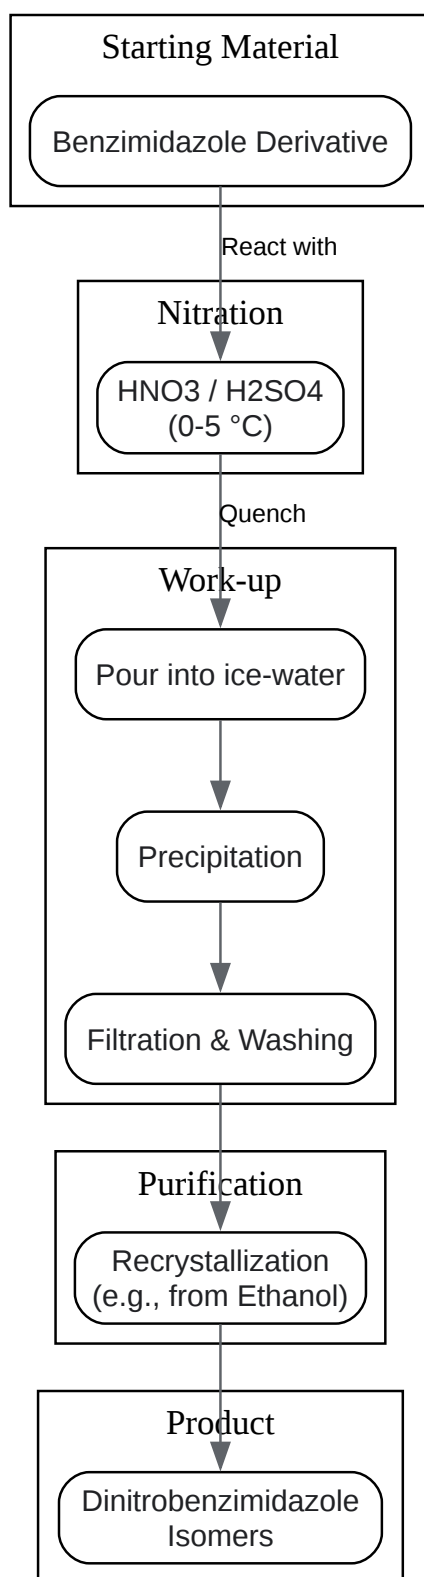 Starting Material
Benzimidazole Derivative
React with
Nitration
HNO3 / H2SO4
(0-5 °C)
Quench
Work-up
Pour into ice-water
Precipitation
Filtration & Washing
Purification
Recrystallization
(e.g., from Ethanol)
Product
Dinitrobenzimidazole
Isomers